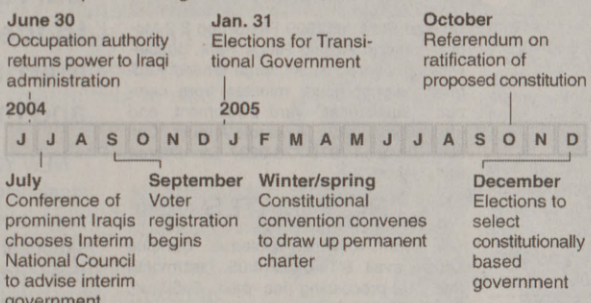 June 30
Occupation authority
returns power to Iraqi
administration
Jan. 31
Elections for Transi-
tional Government
October
Referendum on
ratification of
proposed constitution
2004
2005
J J A S O N D J F M A M J J A S O N D
July
Conference of
prominent Iraqis
chooses Interim
National Council
to advise interim
government
September
Voter
registration
begins
Winter/spring
Constitutional
convention convenes
to draw up permanent
charter
December
Elections to
select
constitutionally
based
government